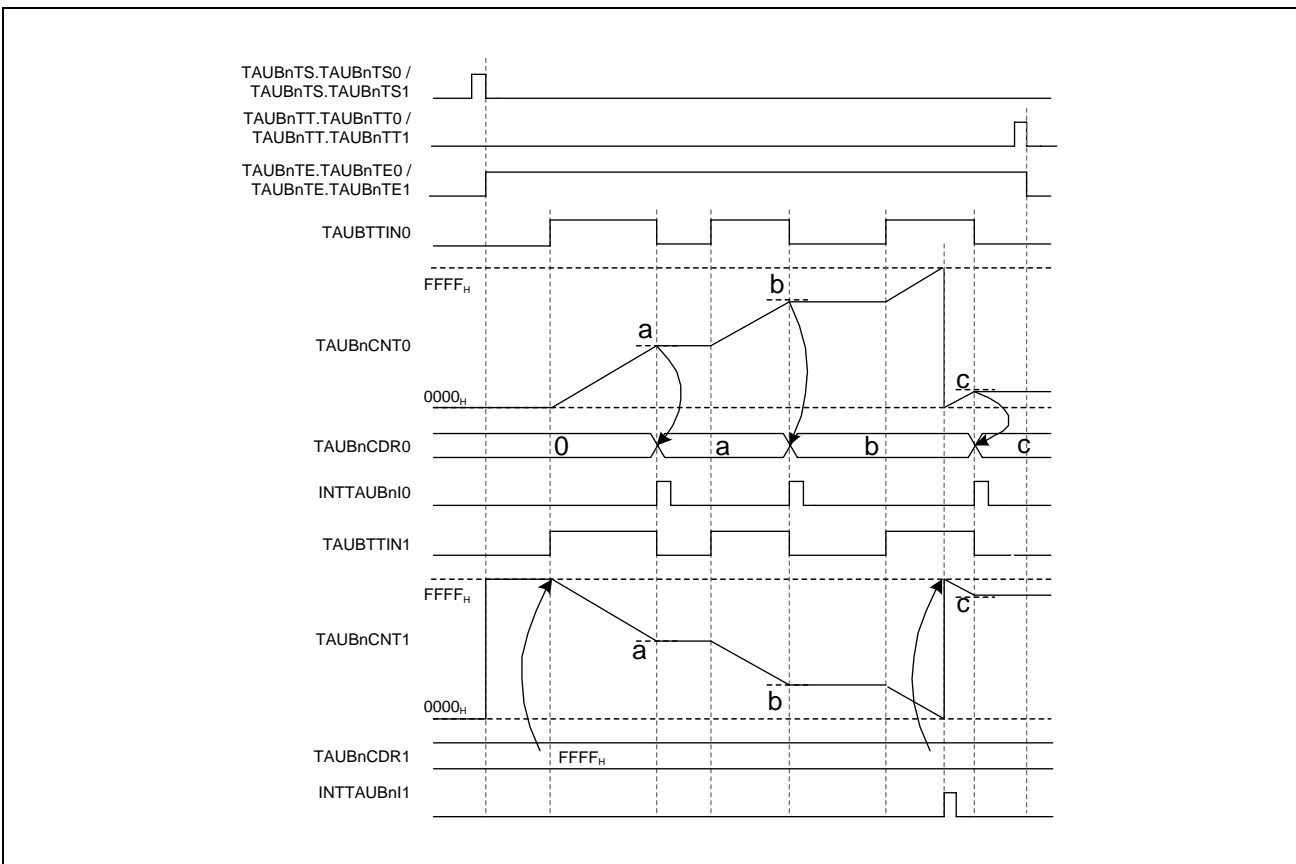 TAUBnTS.TAUBnTS0 /
TAUBnTS.TAUBnTS1
TAUBnTT.TAUBnTT0 /
TAUBnTT.TAUBnTT1
TAUBnTE.TAUBnTE0 /
TAUBnTE.TAUBnTE1
TAUBTTIN0
FFFFH
b
a
TAUBnCNT0
c
0000H
TAUBnCDR0
0
a
b
c
INTTAUBnI0
TAUBTTIN1
FFFFH
c
TAUBnCNT1
a
b
0000H
TAUBnCDR1
FFFFH
INTTAUBnI1